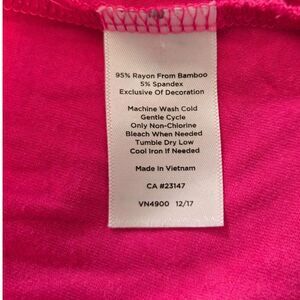 95% Rayon From Bamboo
5% Spandex
Exclusive Of Decoration
Machine Wash Cold
Gentle Cycle
Only Non-Chlorine
Bleach When Needed
Tumble Dry Low
Cool Iron If Needed
Made In Vietnam
CA #23147
VN4900 12/17